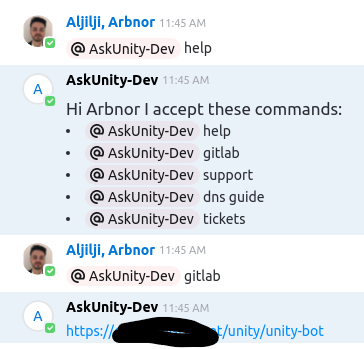 Aljilji, Arbnor 11:45 AM
@ AskUnity-Dev help
A
AskUnity-Dev 11:45 AM
Hi Arbnor I accept these commands:
• @ AskUnity-Dev help
• @ AskUnity-Dev gitlab
• @ AskUnity-Dev support
• @ AskUnity-Dev dns guide
• @ AskUnity-Dev tickets
Aljilji, Arbnor 11:45 AM
@ AskUnity-Dev gitlab
A
AskUnity-Dev 11:45 AM
https:/ /unity/unity-bot